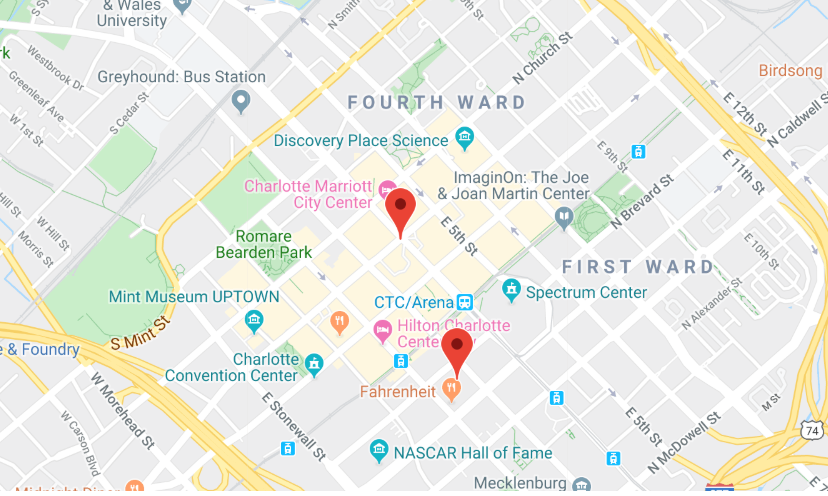 & Wales
University
N Smith
rk
Westbrook Dr
Greyhound: Bus Station
N Church St
Birdsong
Greenleaf Ave
S Cedar St
FOURTH WARD
E 12th St
N Caldwell St
W 1st St
Discovery Place Science
E 9th St
E 11th St
Charlotte Marriott
City Center
ImaginOn: The Joe
& Joan Martin Center
N Brevard St
Hill St
W Hill St
Morris St
Romare
Bearden Park
E 5th St
E 10th St
FIRST WARD
Mint Museum UPTOWN
CTC/Arena
Spectrum Center
N Alexander St
S Mint St
Hilton Charlotte
e & Foundry
Charlotte
Convention Center
Fahrenheit
W Morehead St
E Stonewall St
E 5th St
M St
N McDowell St
74
W Carson Blvd
NASCAR Hall of Fame
Midnight Diner
Mecklenburg